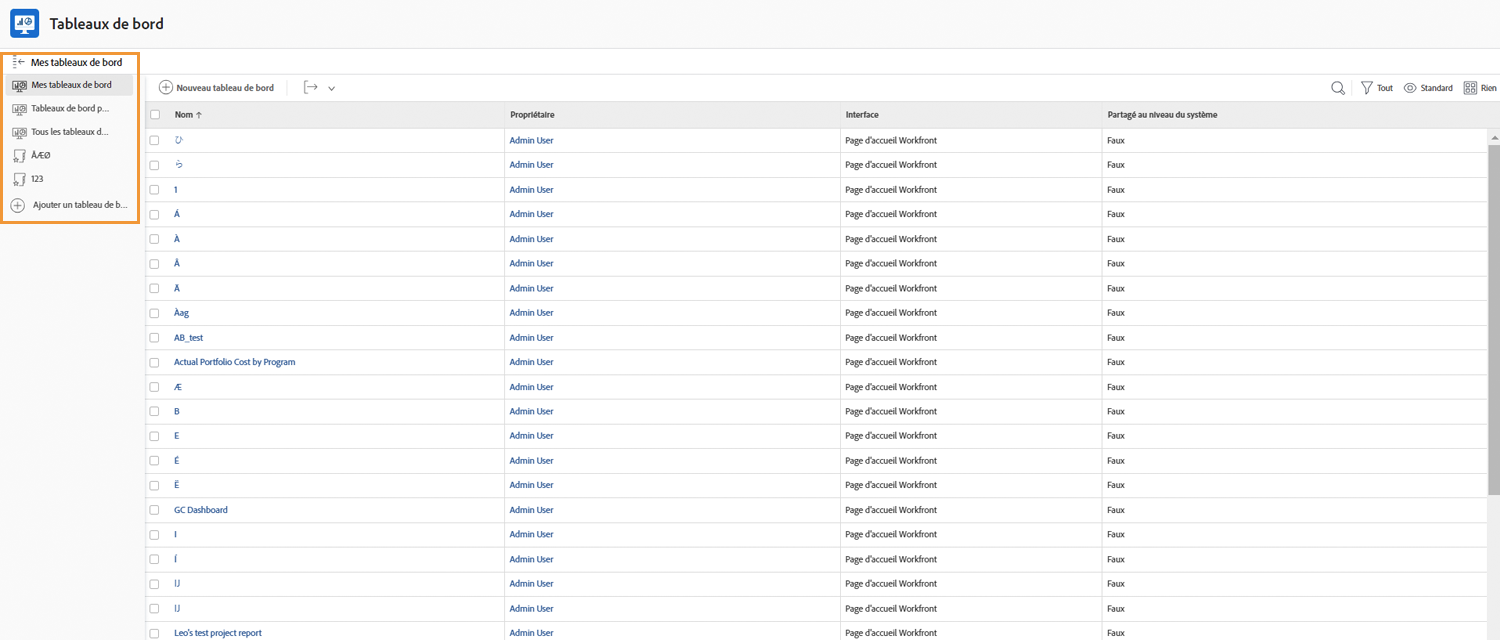 Tableaux de bord
Mes tableaux de bord
Mes tableaux de bord
Tableaux de bord p...
Tous les tableaux d...
ÅÆØ
123
Ajouter un tableau de b...
Nouveau tableau de bord
Tout Standard Rien
Nom Propriétaire Interface Partagé au niveau du système
ひ Admin User Page d'accueil Workfront Faux
ら Admin User Page d'accueil Workfront Faux
1 Admin User Page d'accueil Workfront Faux
Á Admin User Page d'accueil Workfront Faux
À Admin User Page d'accueil Workfront Faux
Admin User Page d'accueil Workfront Faux
Admin User Page d'accueil Workfront Faux
Àag Admin User Page d'accueil Workfront Faux
AB_test Admin User Page d'accueil Workfront Faux
Actual Portfolio Cost by Program Admin User Page d'accueil Workfront Faux
Æ Admin User Page d'accueil Workfront Faux
B Admin User Page d'accueil Workfront Faux
E Admin User Page d'accueil Workfront Faux
É Admin User Page d'accueil Workfront Faux
Admin User Page d'accueil Workfront Faux
GC Dashboard Admin User Page d'accueil Workfront Faux
I Admin User Page d'accueil Workfront Faux
Í Admin User Page d'accueil Workfront Faux
IJ Admin User Page d'accueil Workfront Faux
IJ Admin User Page d'accueil Workfront Faux
Leo's test project report Admin User Page d'accueil Workfront Faux